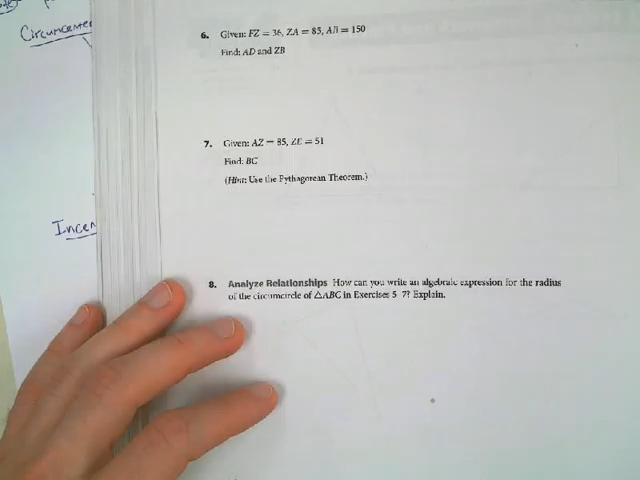 Circumcente
6. Given: FZ = 36, ZA = 85, AB = 150
Find: AD and ZB
7. Given: AZ = 85, ZE = 51
Find: BC
(Hint: Use the Pythagorean Theorem.)
Incen
8. Analyze Relationships How can you write an algebraic expression for the radius
of the circumcircle of △ABC in Exercises 5–7? Explain.